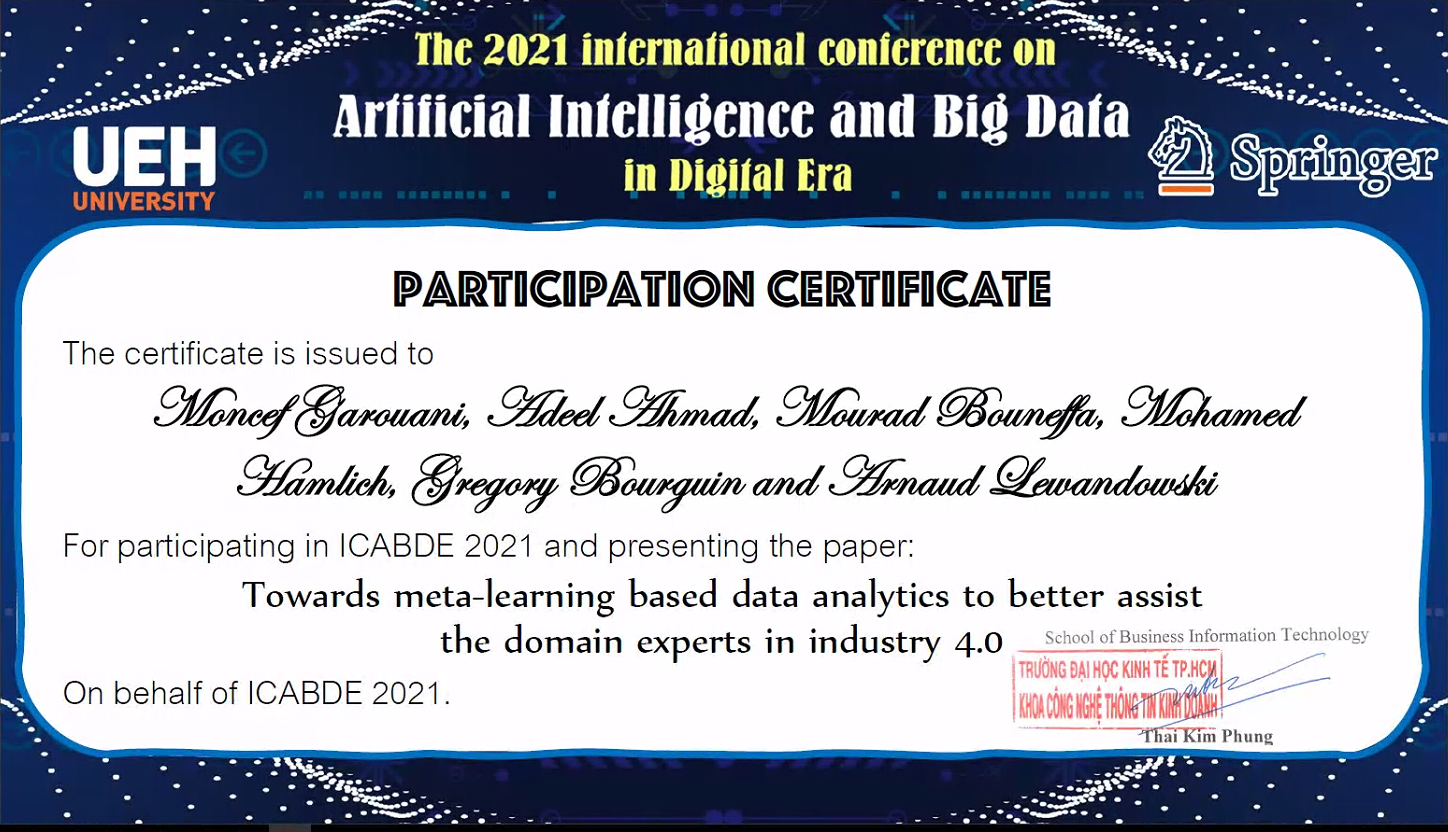 The 2021 international conference on
Artificial Intelligence and Big Data
in Digital Era
UEH
UNIVERSITY
Springer
PARTICIPATION CERTIFICATE
The certificate is issued to
Moncef Garouani, Adeel Ahmad, Mourad Bouneffa, Mohamed
Hamlich, Gregory Bourguin and Arnaud Lewandowski
For participating in ICABDE 2021 and presenting the paper:
Towards meta-learning based data analytics to better assist
the domain experts in industry 4.0
School of Business Information Technology
TRƯỜNG ĐẠI HỌC KINH TẾ TP.HCM
KHOA CÔNG NGHỆ THÔNG TIN KINH DOANH
On behalf of ICABDE 2021.
Thai Kim Phung